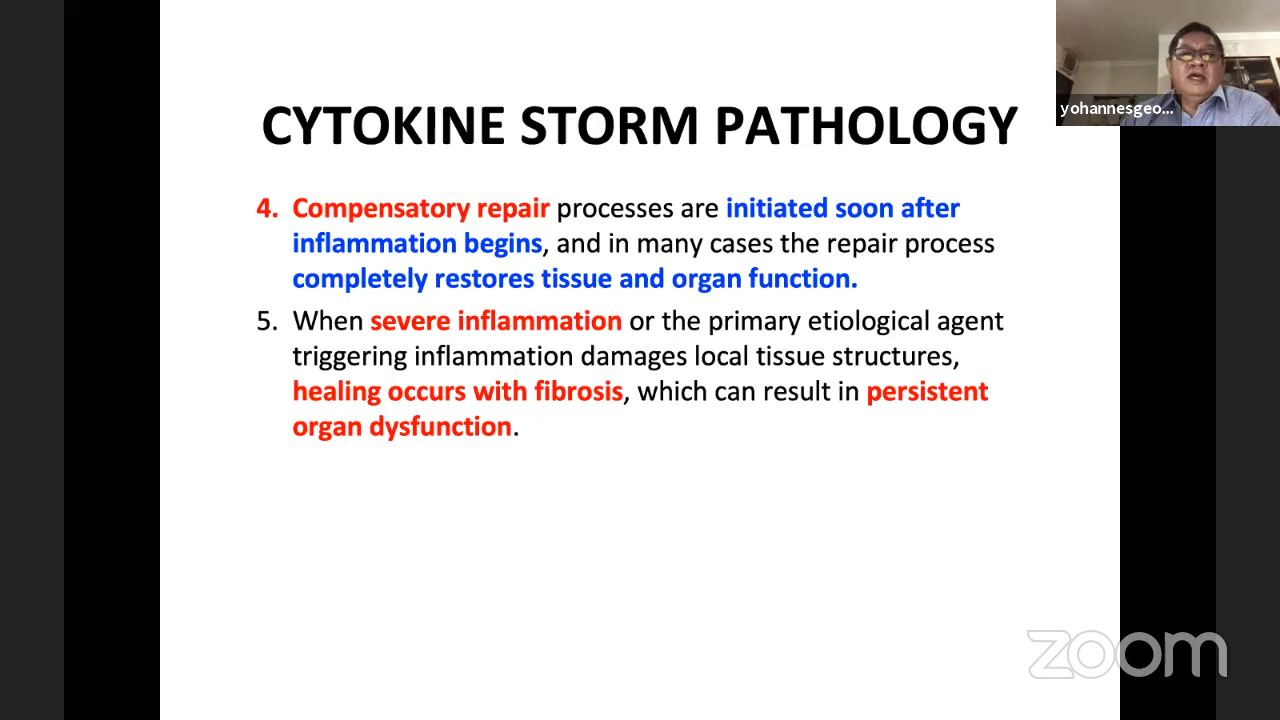 yohannesgeo...
CYTOKINE STORM PATHOLOGY
4. Compensatory repair processes are initiated soon after
inflammation begins, and in many cases the repair process
completely restores tissue and organ function.
5. When severe inflammation or the primary etiological agent
triggering inflammation damages local tissue structures,
healing occurs with fibrosis, which can result in persistent
organ dysfunction.
zoom